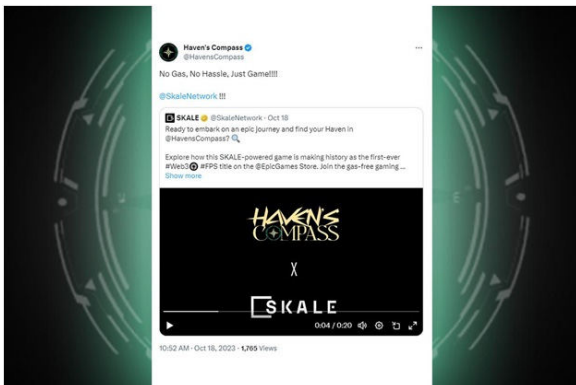 Haven's Compass
@HavensCompass
No Gas, No Hassle, Just Game!!!!
@SkaleNetwork !!!
SKALE @SkaleNetwork · Oct 18
Ready to embark on an epic journey and find your Haven in
@HavensCompass?
Explore how this SKALE-powered game is making history as the first-ever
#Web3 #FPS title on the @EpicGames Store. Join the gas-free gaming ...
Show more
HAVEN'S
COMPASS
X
SKALE
0:04 / 0:20
10:52 AM · Oct 18, 2023 · 1,765 Views